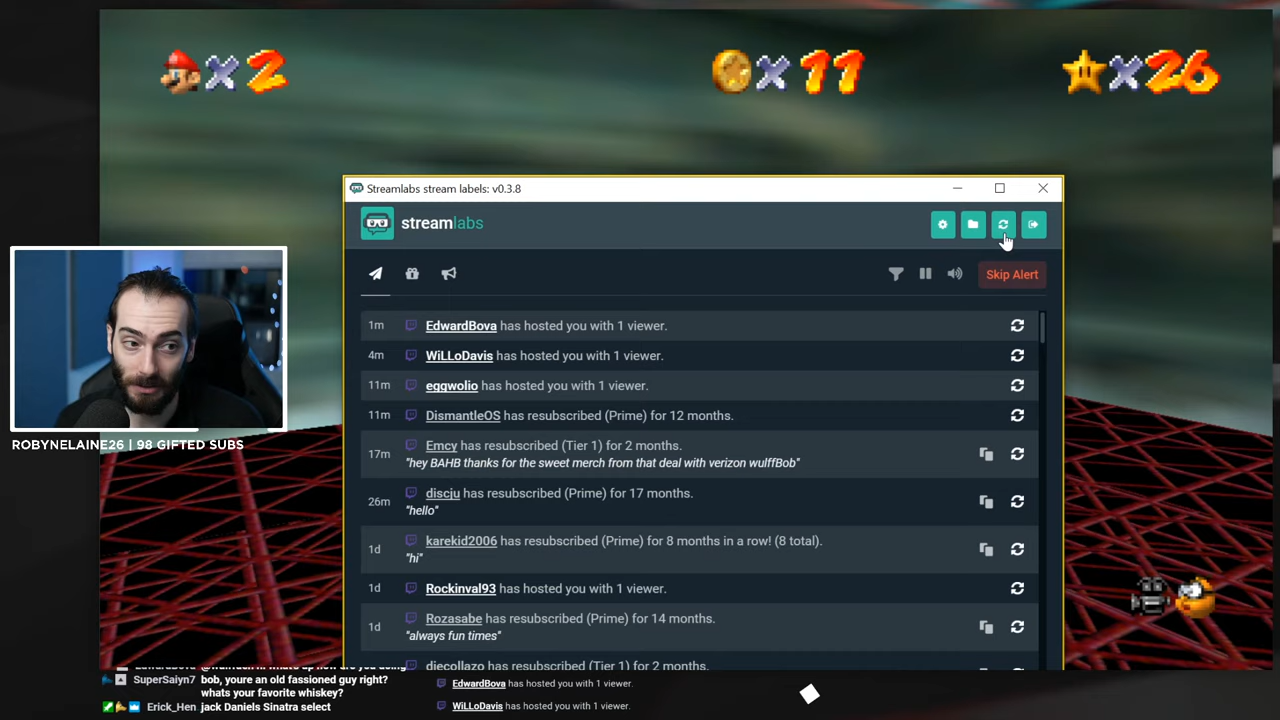 x2
x11
x26
Streamlabs stream labels: v0.3.8
streamlabs
Skip Alert
1m EdwardBova has hosted you with 1 viewer.
4m WiLLoDavis has hosted you with 1 viewer.
11m eggwolio has hosted you with 1 viewer.
11m DismantleOS has resubscribed (Prime) for 12 months.
17m Emcy has resubscribed (Tier 1) for 2 months.
"hey BAHB thanks for the sweet merch from that deal with verizon wulffBob"
26m discju has resubscribed (Prime) for 17 months.
"hello"
1d karekid2006 has resubscribed (Prime) for 8 months in a row! (8 total).
"hi"
1d Rockinval93 has hosted you with 1 viewer.
1d Rozasabe has resubscribed (Prime) for 14 months.
"always fun times"
diecollazo has resubscribed (Tier 1) for 2 months.
ROBYNELAINE26 | 98 GIFTED SUBS
SuperSaiyn7 bob, youre an old fassioned guy right?
whats your favorite whiskey?
Erick_Hen jack Daniels Sinatra select
EdwardBova has hosted you with 1 viewer.
WiLLoDavis has hosted you with 1 viewer.